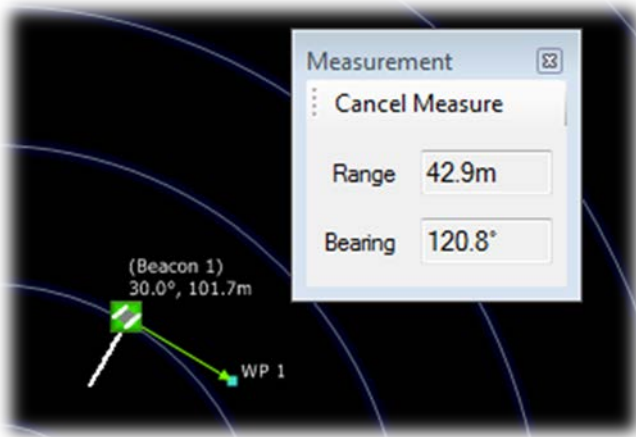 Measurement
Cancel Measure
Range 42.9m
Bearing 120.8°
(Beacon 1)
30.0°, 101.7m
WP 1